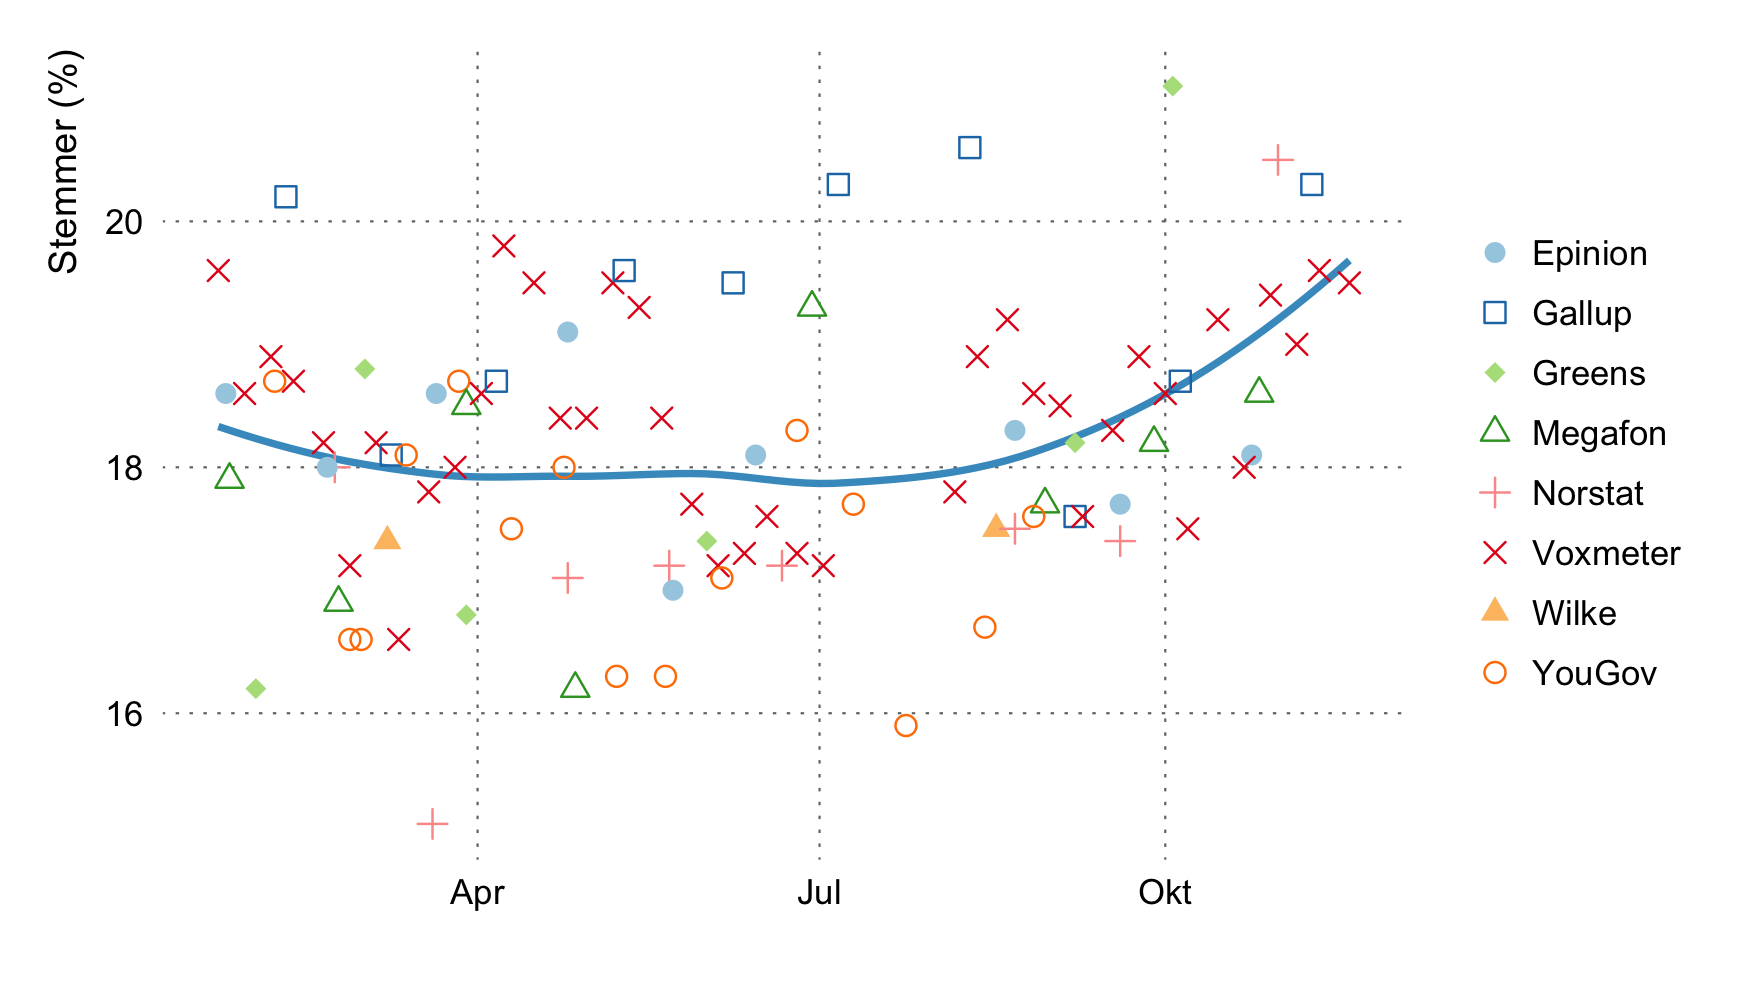 Stemmer (%)
20
18
16
Apr
Jul
Okt
Epinion
Gallup
Greens
Megafon
Norstat
Voxmeter
Wilke
YouGov